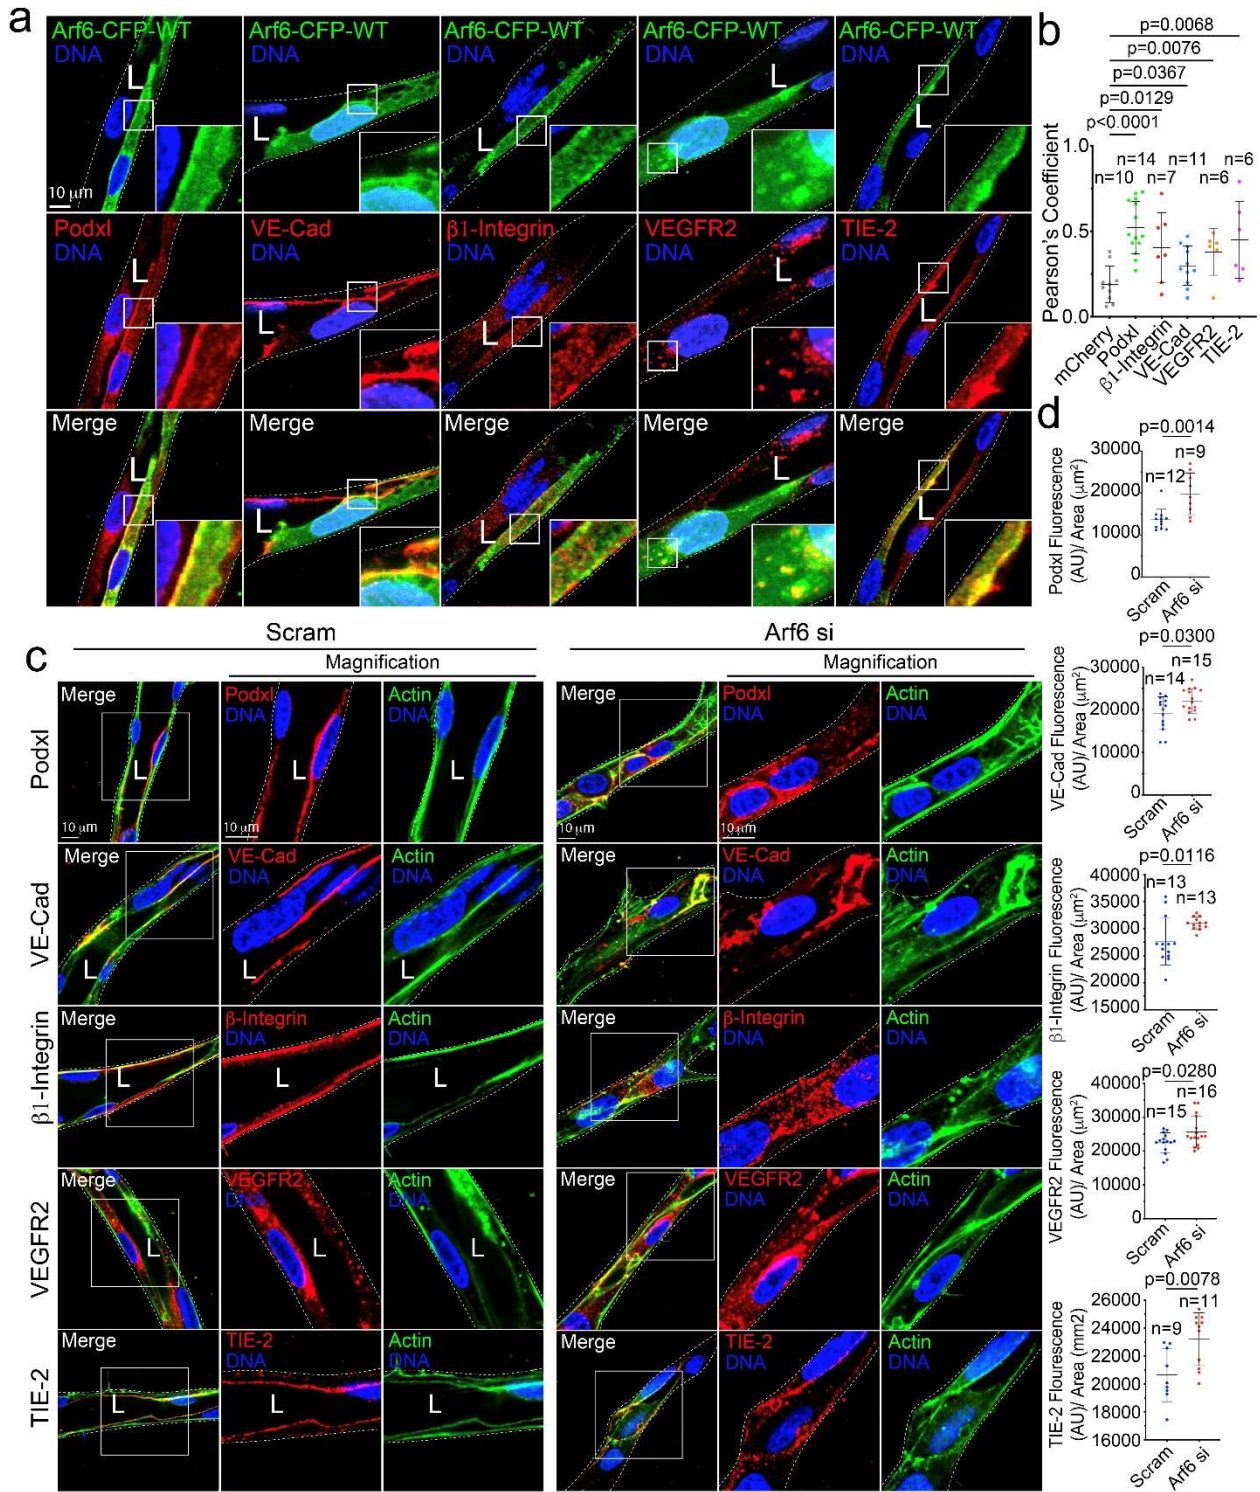 a
Arf6-CFP-WT Arf6-CFP-WT Arf6-CFP-WT Arf6-CFP-WT Arf6-CFP-WT
DNA DNA DNA DNA DNA
L L L L L
10 µm
Podxl VE-Cad β1-Integrin VEGFR2 TIE-2
DNA DNA DNA DNA DNA
L L L L L
Merge Merge Merge Merge Merge
L L L L L
b
p=0.0068
p=0.0076
p=0.0367
p=0.0129
p<0.0001
Pearson's Coefficient
1.0
0.5
0.0
n=14 n=11 n=6
n=10 n=7 n=6
mCherry
Podxl
β1-Integrin
VE-Cad
VEGFR2
TIE-2
c
Scram Arf6 si
Magnification Magnification
Podxl
Merge Podxl Actin Merge Podxl Actin
DNA DNA DNA DNA
L L L
10 µm 10 µm 10 µm 10 µm
VE-Cad
Merge VE-Cad Actin Merge VE-Cad Actin
DNA DNA DNA DNA
L L L
β1-Integrin
Merge β-Integrin Actin Merge β-Integrin Actin
DNA DNA DNA DNA
L L L
VEGFR2
Merge VEGFR2 Actin Merge VEGFR2 Actin
DNA DNA DNA DNA
L L L
TIE-2
Merge TIE-2 Actin Merge TIE-2 Actin
DNA DNA DNA DNA
L L L
d
p=0.0014
n=9
n=12
Podxl Fluorescence
(AU)/ Area (µm²)
30000
20000
10000
0
Scram
Arf6 si
p=0.0300
n=15
n=14
VE-Cad Fluorescence
(AU)/ Area (µm²)
30000
20000
10000
0
Scram
Arf6 si
p=0.0116
n=13
n=13
β1-Integrin Fluorescence
(AU)/ Area (µm²)
40000
35000
30000
25000
20000
15000
Scram
Arf6 si
p=0.0280
n=16
n=15
VEGFR2 Fluorescence
(AU)/ Area (µm²)
40000
30000
20000
10000
0
Scram
Arf6 si
p=0.0078
n=11
n=9
TIE-2 Flourescence
(AU)/ Area (mm2)
26000
24000
22000
20000
18000
16000
Scram
Arf6 si